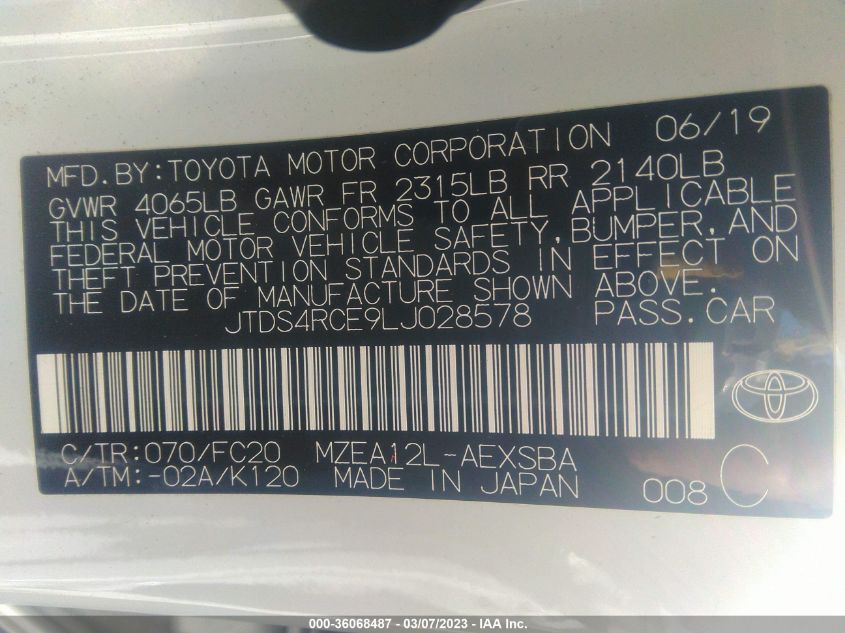 MFD.BY:TOYOTA MOTOR CORPORATION 06/19
GVWR 4065LB GAWR FR 2315LB RR 2140LB
THIS VEHICLE CONFORMS TO ALL APPLICABLE
FEDERAL MOTOR VEHICLE SAFETY,BUMPER,AND
THEFT PREVENTION STANDARDS IN EFFECT ON
THE DATE OF MANUFACTURE SHOWN ABOVE.
JTDS4RCE9LJ028578 PASS.CAR
C/TR:070/FC20 MZEA12L-AEXSBA
A/TM:-02A/K120 MADE IN JAPAN 008 C
000-36068487 - 03/07/2023 - IAA Inc.